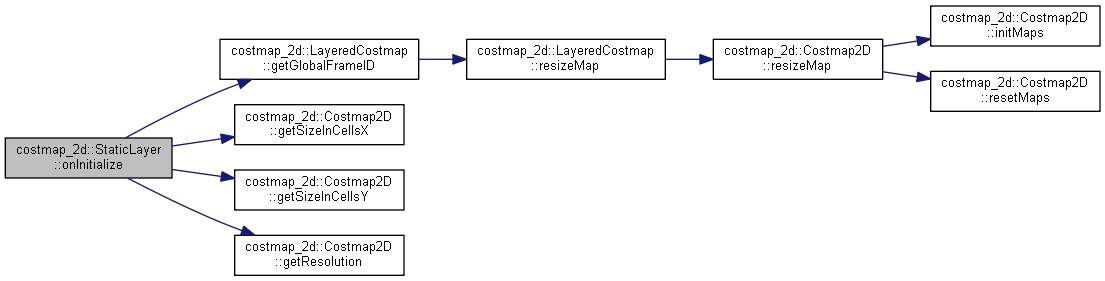 costmap_2d::StaticLayer
::onInitialize
costmap_2d::LayeredCostmap
::getGlobalFrameID
costmap_2d::LayeredCostmap
::resizeMap
costmap_2d::Costmap2D
::resizeMap
costmap_2d::Costmap2D
::initMaps
costmap_2d::Costmap2D
::resetMaps
costmap_2d::Costmap2D
::getSizeInCellsX
costmap_2d::Costmap2D
::getSizeInCellsY
costmap_2d::Costmap2D
::getResolution